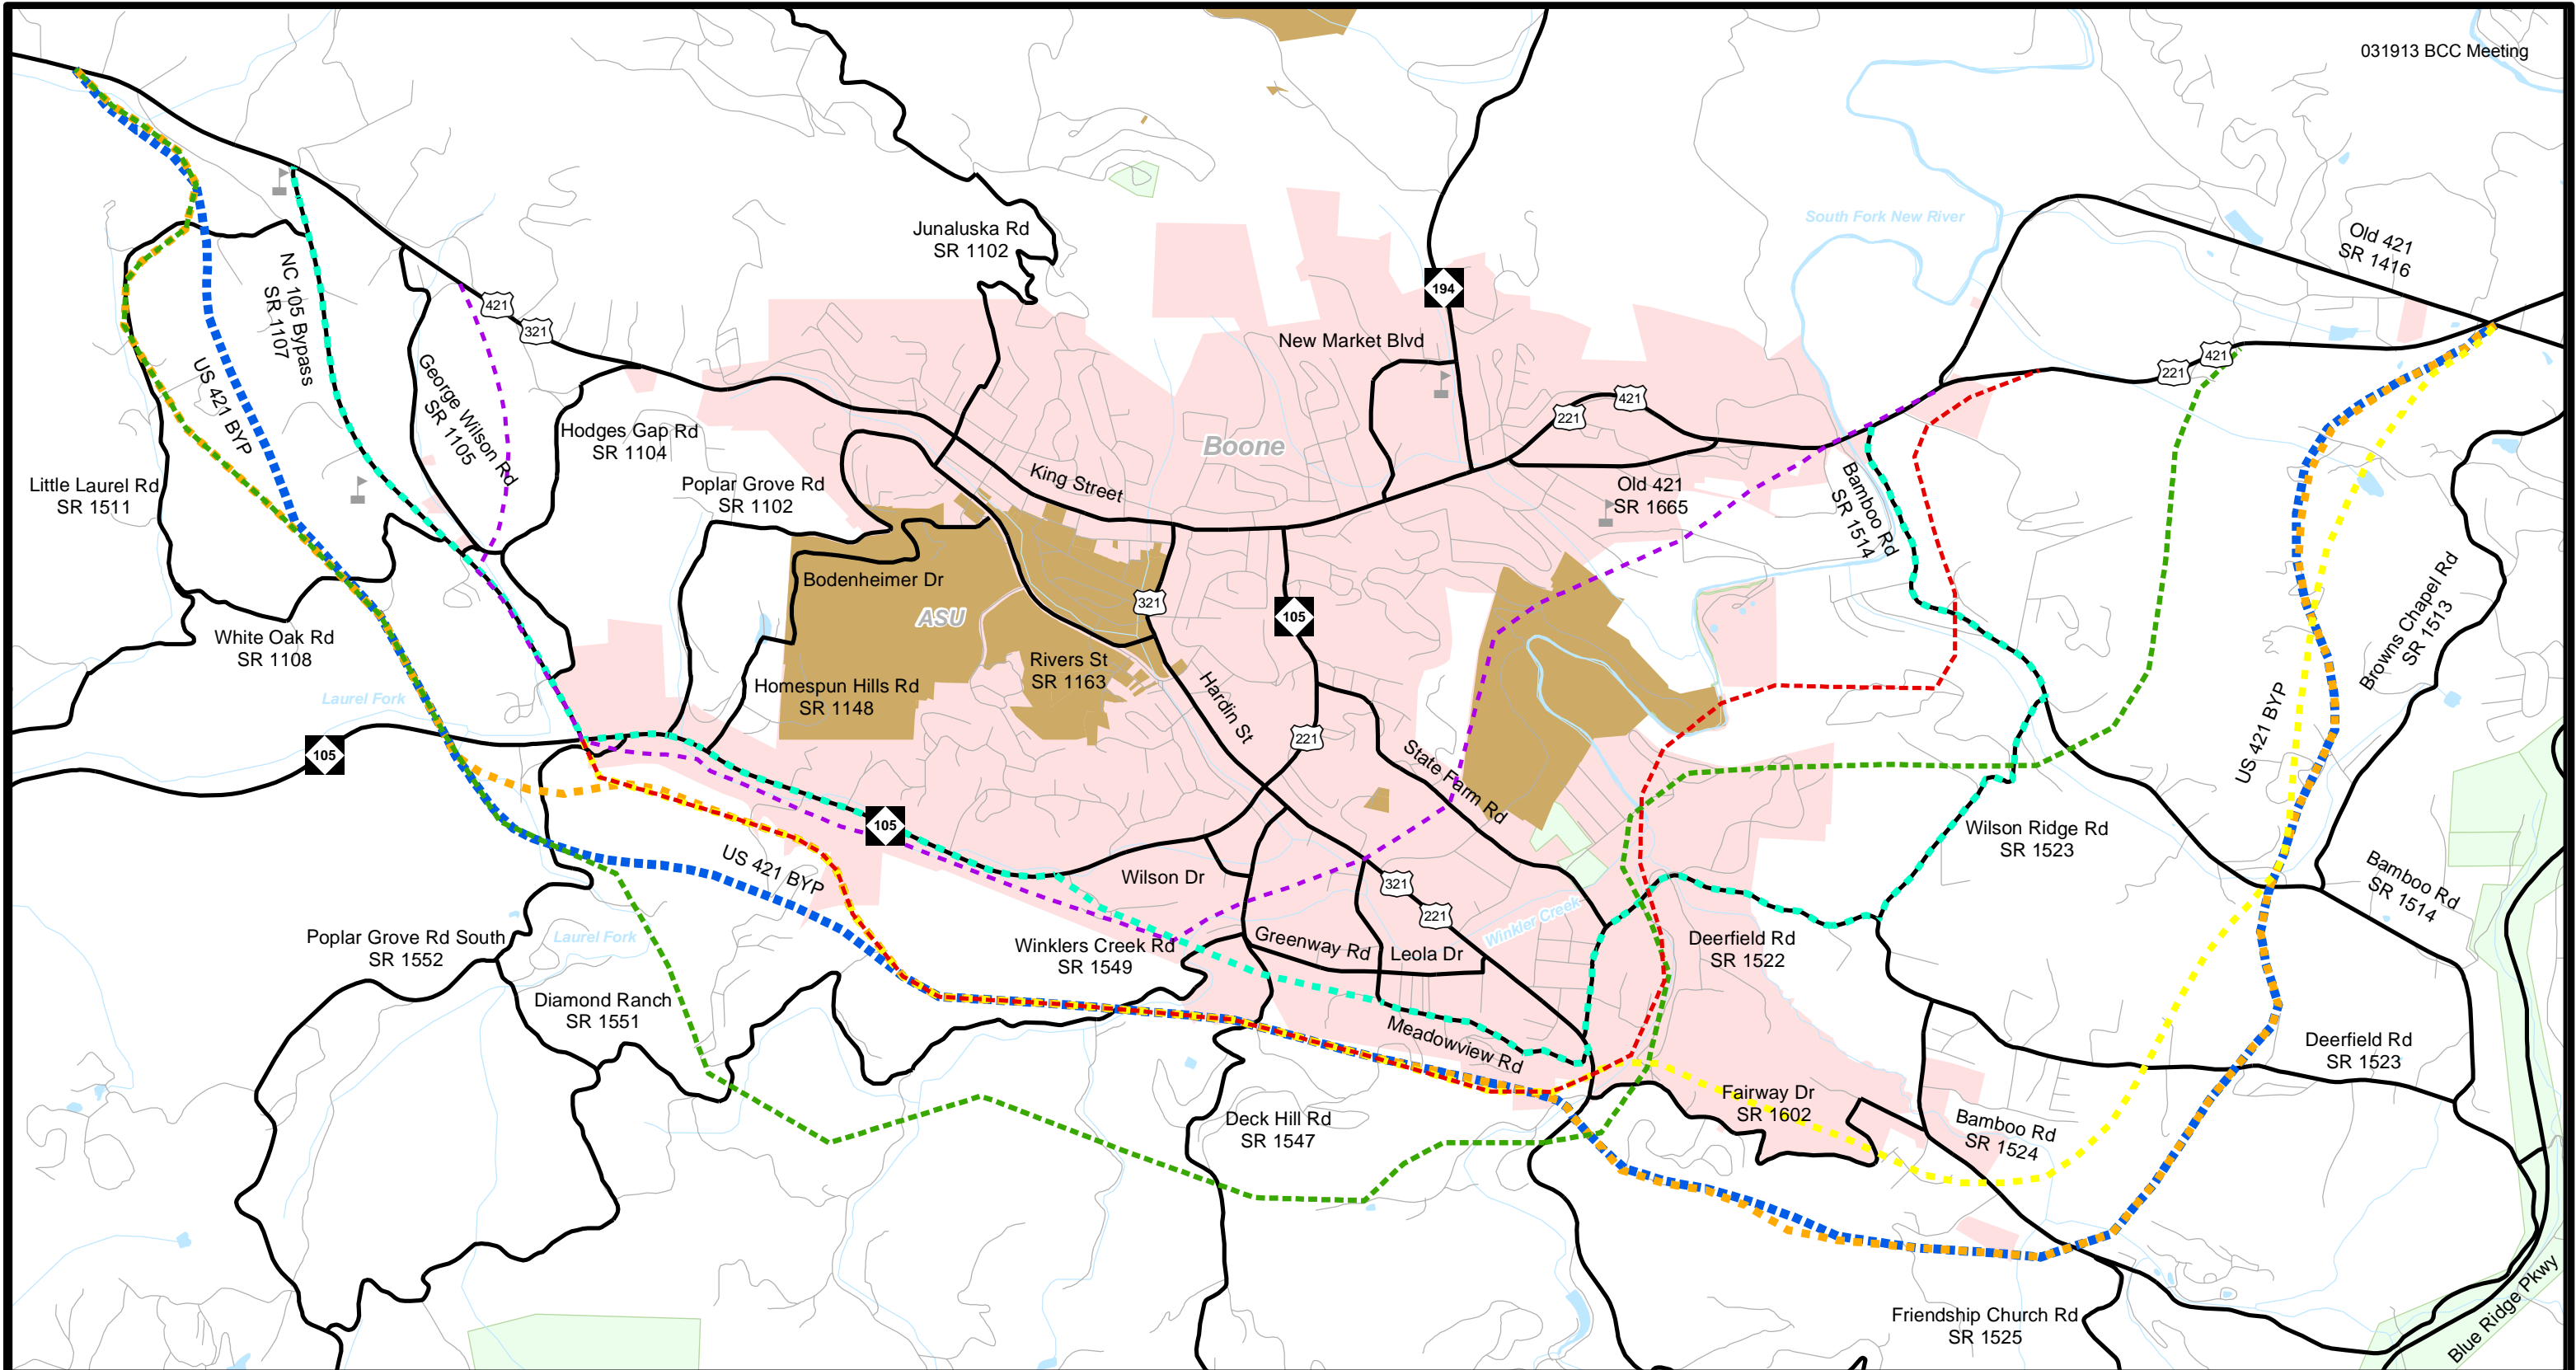 031913 BCC Meeting
South Fork New River
Old 421
SR 1416
Junaluska Rd
SR 1102
194
NC 105 Bypass
SR 1107
421
321
New Market Blvd
421
221
US 421 BYP
George Wilson Rd
SR 1105
Hodges Gap Rd
SR 1104
Boone
421
221
King Street
Little Laurel Rd
SR 1511
Poplar Grove Rd
SR 1102
Old 421
SR 1665
Bamboo Rd
SR 1514
Bodenheimer Dr
ASU
321
105
Browns Chapel Rd
SR 1513
White Oak Rd
SR 1108
Rivers St
SR 1163
Homespun Hills Rd
SR 1148
Laurel Fork
Hardin St
105
221
State Farm Rd
US 421 BYP
105
Wilson Ridge Rd
SR 1523
US 421 BYP
Wilson Dr
321
221
Bamboo Rd
SR 1514
Winkler Creek
Poplar Grove Rd South
SR 1552
Laurel Fork
Winklers Creek Rd
SR 1549
Greenway Rd
Leola Dr
Deerfield Rd
SR 1522
Diamond Ranch
SR 1551
Meadowview Rd
Deerfield Rd
SR 1523
Fairway Dr
SR 1602
Deck Hill Rd
SR 1547
Bamboo Rd
SR 1524
Friendship Church Rd
SR 1525
Blue Ridge Pkwy